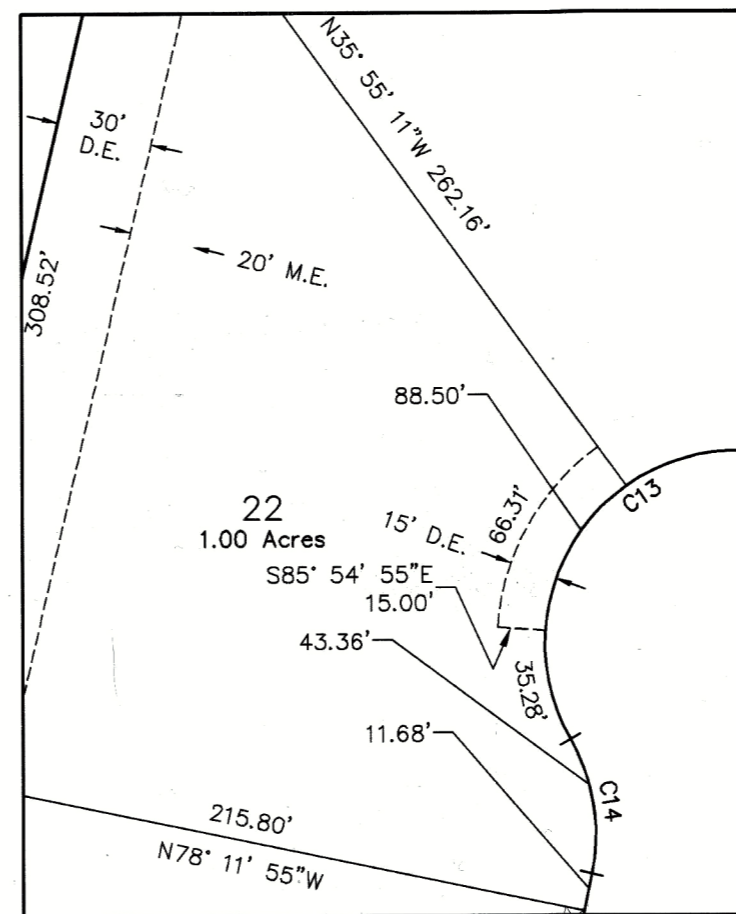 N35° 55' 11"W 262.16'
30'
D.E.
20' M.E.
308.52'
88.50'
C13
66.31'
22
1.00 Acres
15' D.E.
S85° 54' 55"E
15.00'
43.36'
35.28'
11.68'
C14
215.80'
N78° 11' 55"W